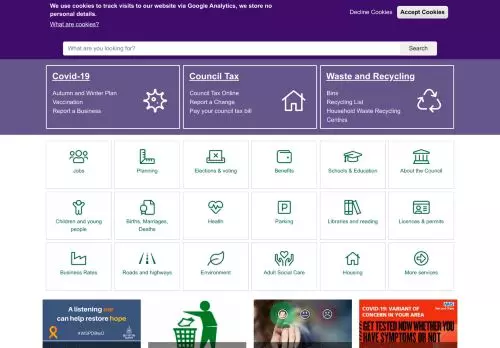 We use cookies to track visits to our website via Google Analytics, we store no
personal details.
What are cookies?
Decline Cookies
Accept Cookies
What are you looking for?
Search
Covid-19
Autumn and Winter Plan
Vaccination
Report a Business
Council Tax
Council Tax Online
Report a Change
Pay your council tax bill
Waste and Recycling
Bins
Recycling List
Household Waste Recycling
Centres
Jobs
Planning
Elections & voting
Benefits
Schools & Education
About the Council
Children and young
people
Births, Marriages,
Deaths
Health
Parking
Libraries and reading
Licences & permits
Business Rates
Roads and highways
Environment
Adult Social Care
Housing
More services
A listening ear
can help restore hope
COVID-19: VARIANT OF
CONCERN IN YOUR AREA
GET TESTED NOW WHETHER YOU
HAVE SYMPTOMS OR NOT